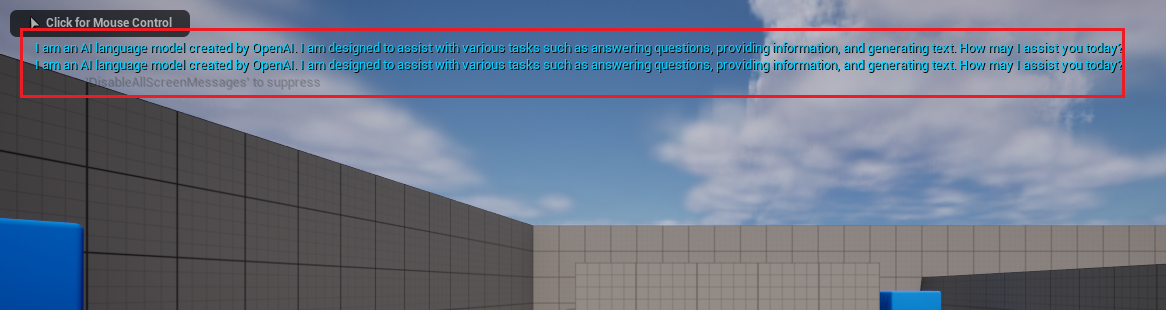 Click for Mouse Control
I am an AI language model created by OpenAI. I am designed to assist with various tasks such as answering questions, providing information, and generating text. How may I assist you today?
I am an AI language model created by OpenAI. I am designed to assist with various tasks such as answering questions, providing information, and generating text. How may I assist you today?
'DisableAllScreenMessages' to suppress